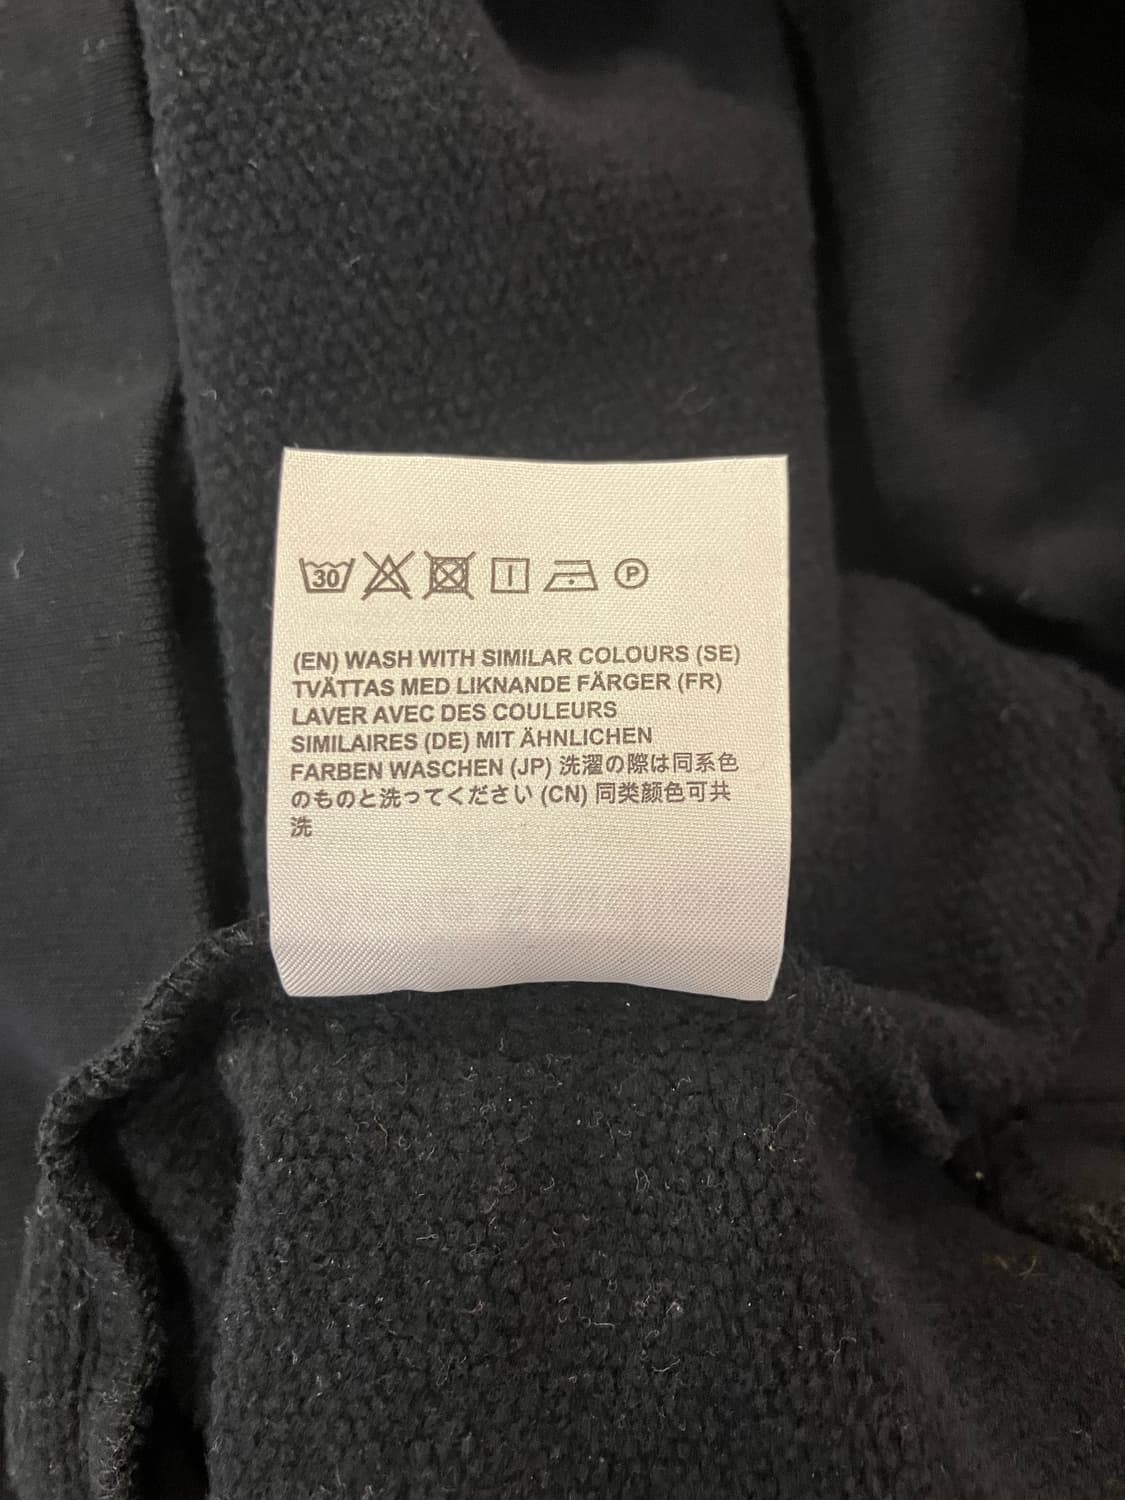 30 P
(EN) WASH WITH SIMILAR COLOURS (SE)
TVÄTTAS MED LIKNANDE FÄRGER (FR)
LAVER AVEC DES COULEURS
SIMILAIRES (DE) MIT ÄHNLICHEN
FARBEN WASCHEN (JP) 洗濯の際は同系色
のものと洗ってください (CN) 同类颜色可共
洗